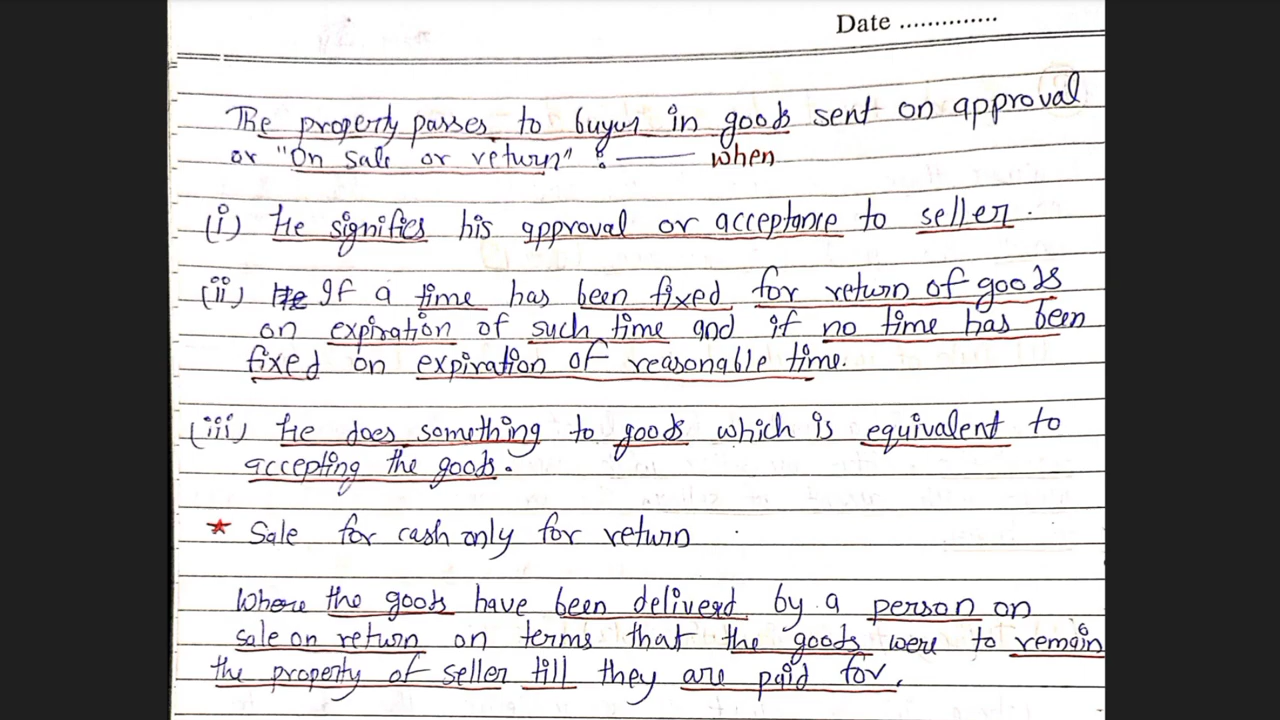 Date ..............
The property passes to buyer in goods sent on approval
or "On sale or return" : —— when
(i) He signifies his approval or acceptance to seller.
(ii) He If a time has been fixed for return of goods
on expiration of such time and if no time has been
fixed on expiration of reasonable time.
(iii) He does something to goods which is equivalent to
accepting the goods.
* Sale for cash only for return
Where the goods have been deliverd by a person on
sale on return on terms that the goods were to remain
the property of seller till they are paid for.